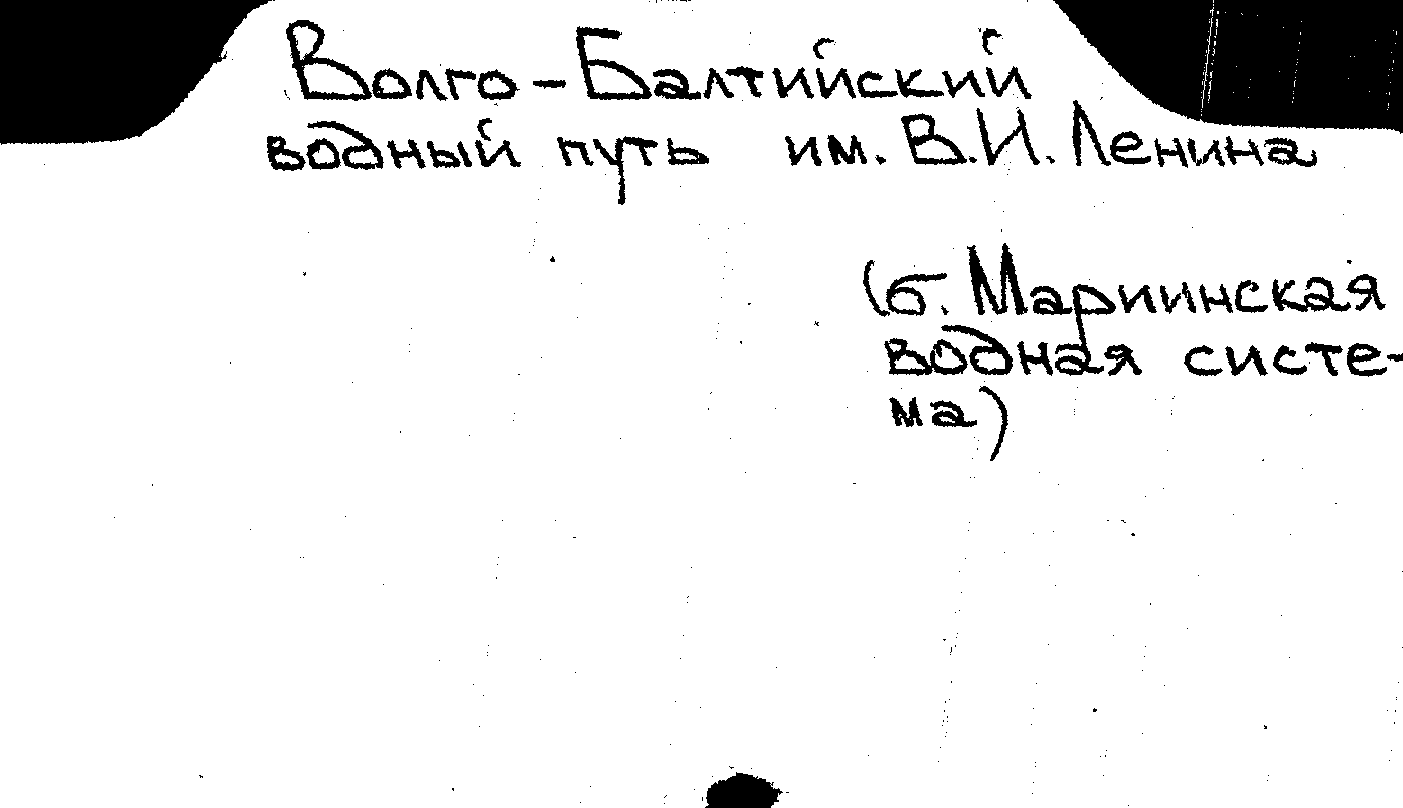 Волго-Балтийский
водный путь им. В.И. Ленина
(б. Мариинская
водная систе-
ма)